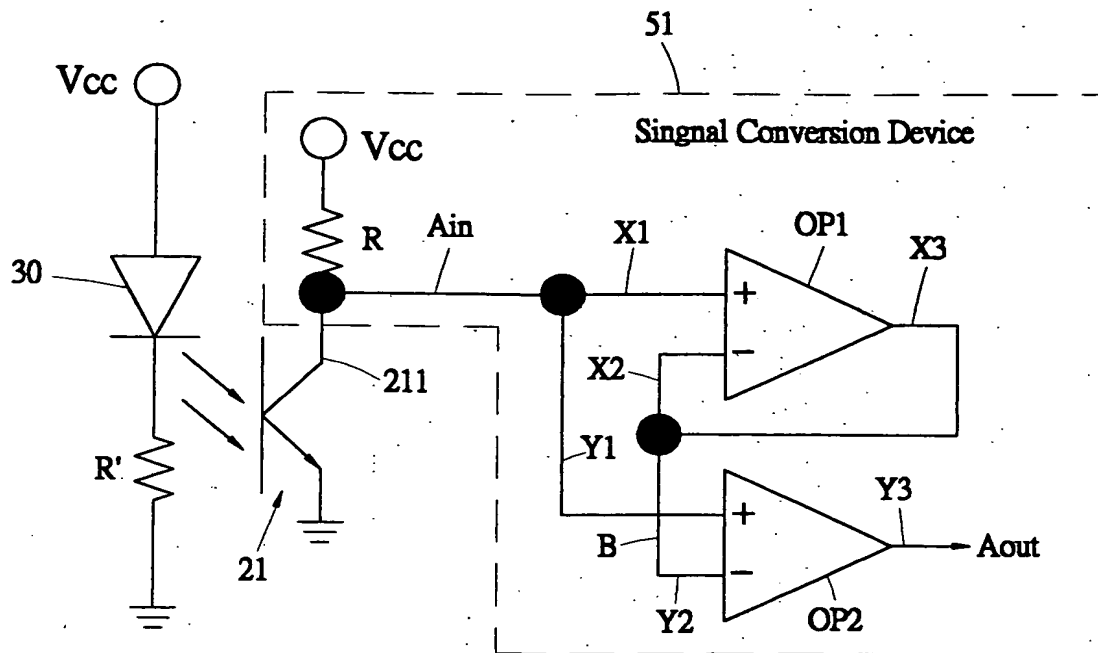 51
Vcc
Singnal Conversion Device
Vcc
R
Ain
X1
OP1
X3
30
+
−
X2
211
R'
Y1
21
B
+
−
Y2
Y3
Aout
OP2